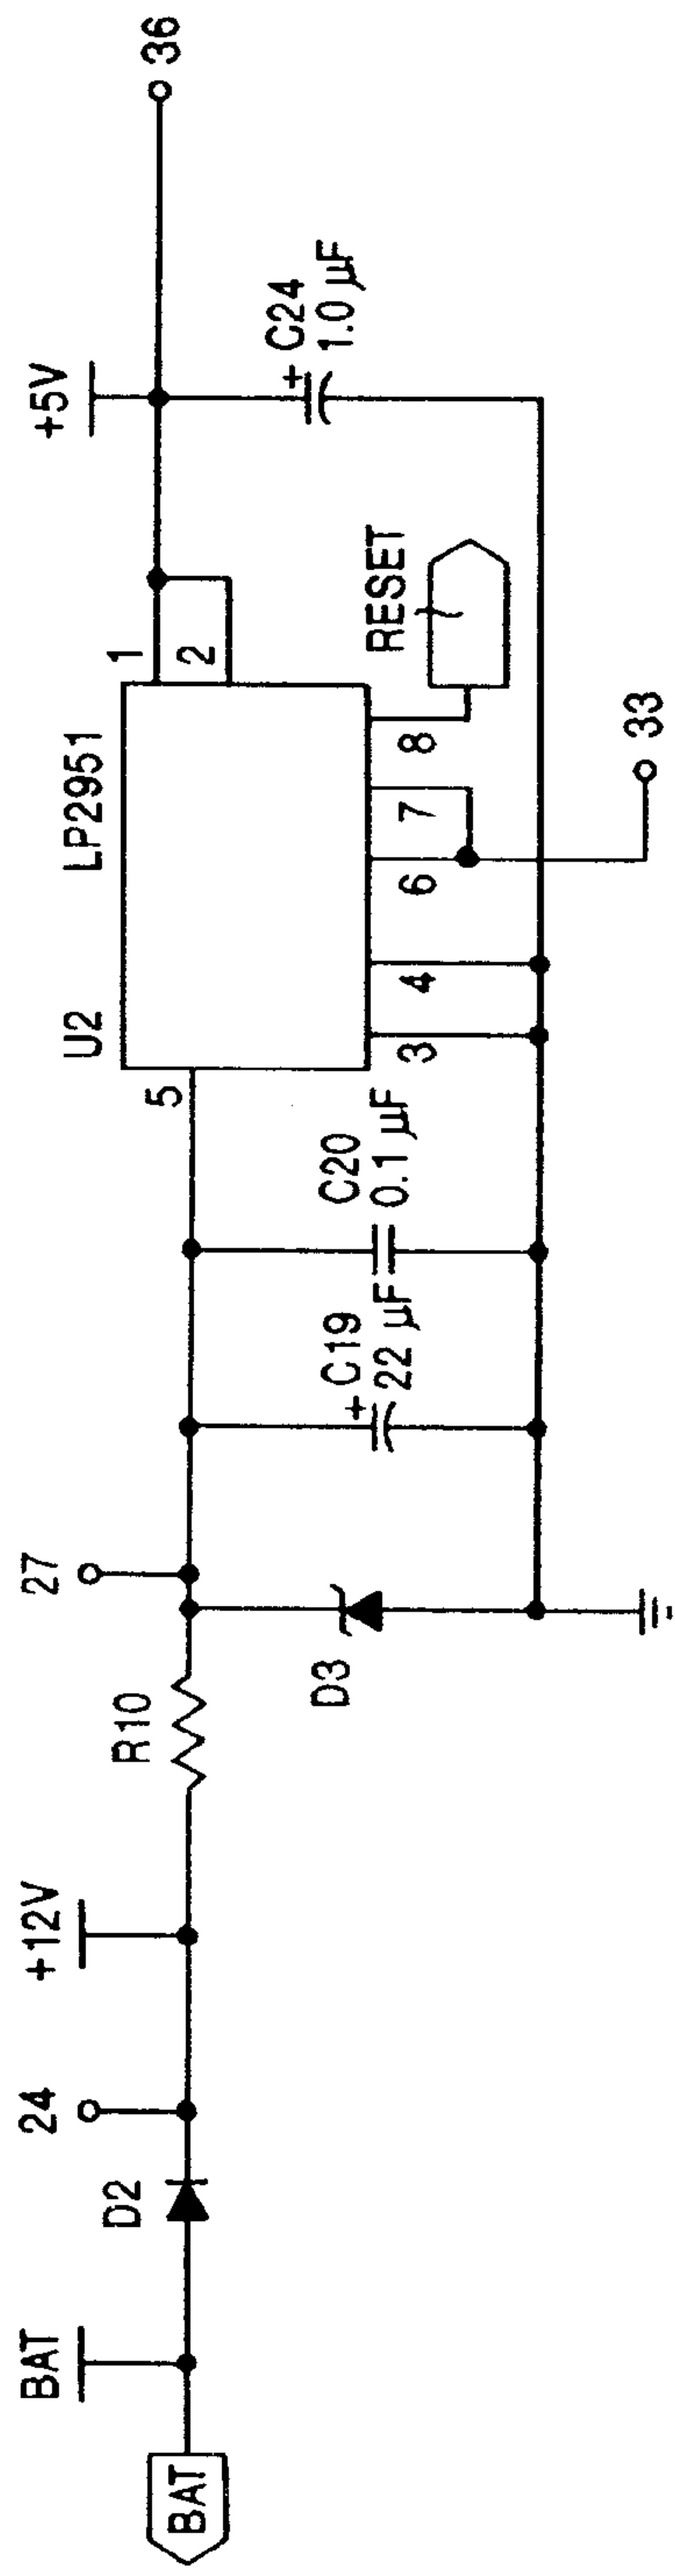 BAT
BAT
D2
24
+12V
R10
27
D3
C19
22 µF
C20
0.1 µF
5
U2
LP2951
1
2
3
4
6
7
8
RESET
33
+5V
C24
1.0 µF
36